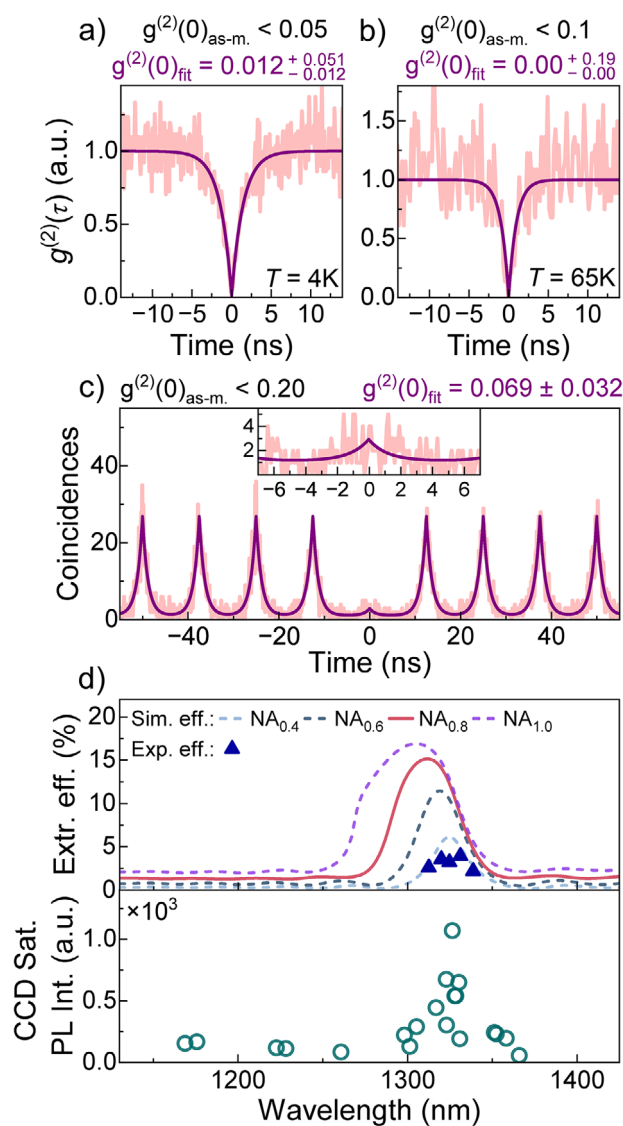 a) g(2)(0)as-m. < 0.05
g(2)(0)fit = 0.012 + 0.051 − 0.012
g(2)(τ) (a.u.)
1.0
0.5
0.0
T = 4K
−10 −5 0 5 10
Time (ns)
b) g(2)(0)as-m. < 0.1
g(2)(0)fit = 0.00 + 0.19 − 0.00
1.5
1.0
0.5
0.0
T = 65K
−10 −5 0 5 10
Time (ns)
c) g(2)(0)as-m. < 0.20 g(2)(0)fit = 0.069 ± 0.032
Coincidences
40
20
0
4
2
−6 −4 −2 0 2 4 6
−40 −20 0 20 40
Time (ns)
d)
Extr. eff. (%)
20
15
10
5
0
Sim. eff.: NA0.4 NA0.6 NA0.8 NA1.0
Exp. eff.:
CCD Sat.
PL Int. (a.u.)
×10³
1.0
0.5
0.0
1200 1300 1400
Wavelength (nm)